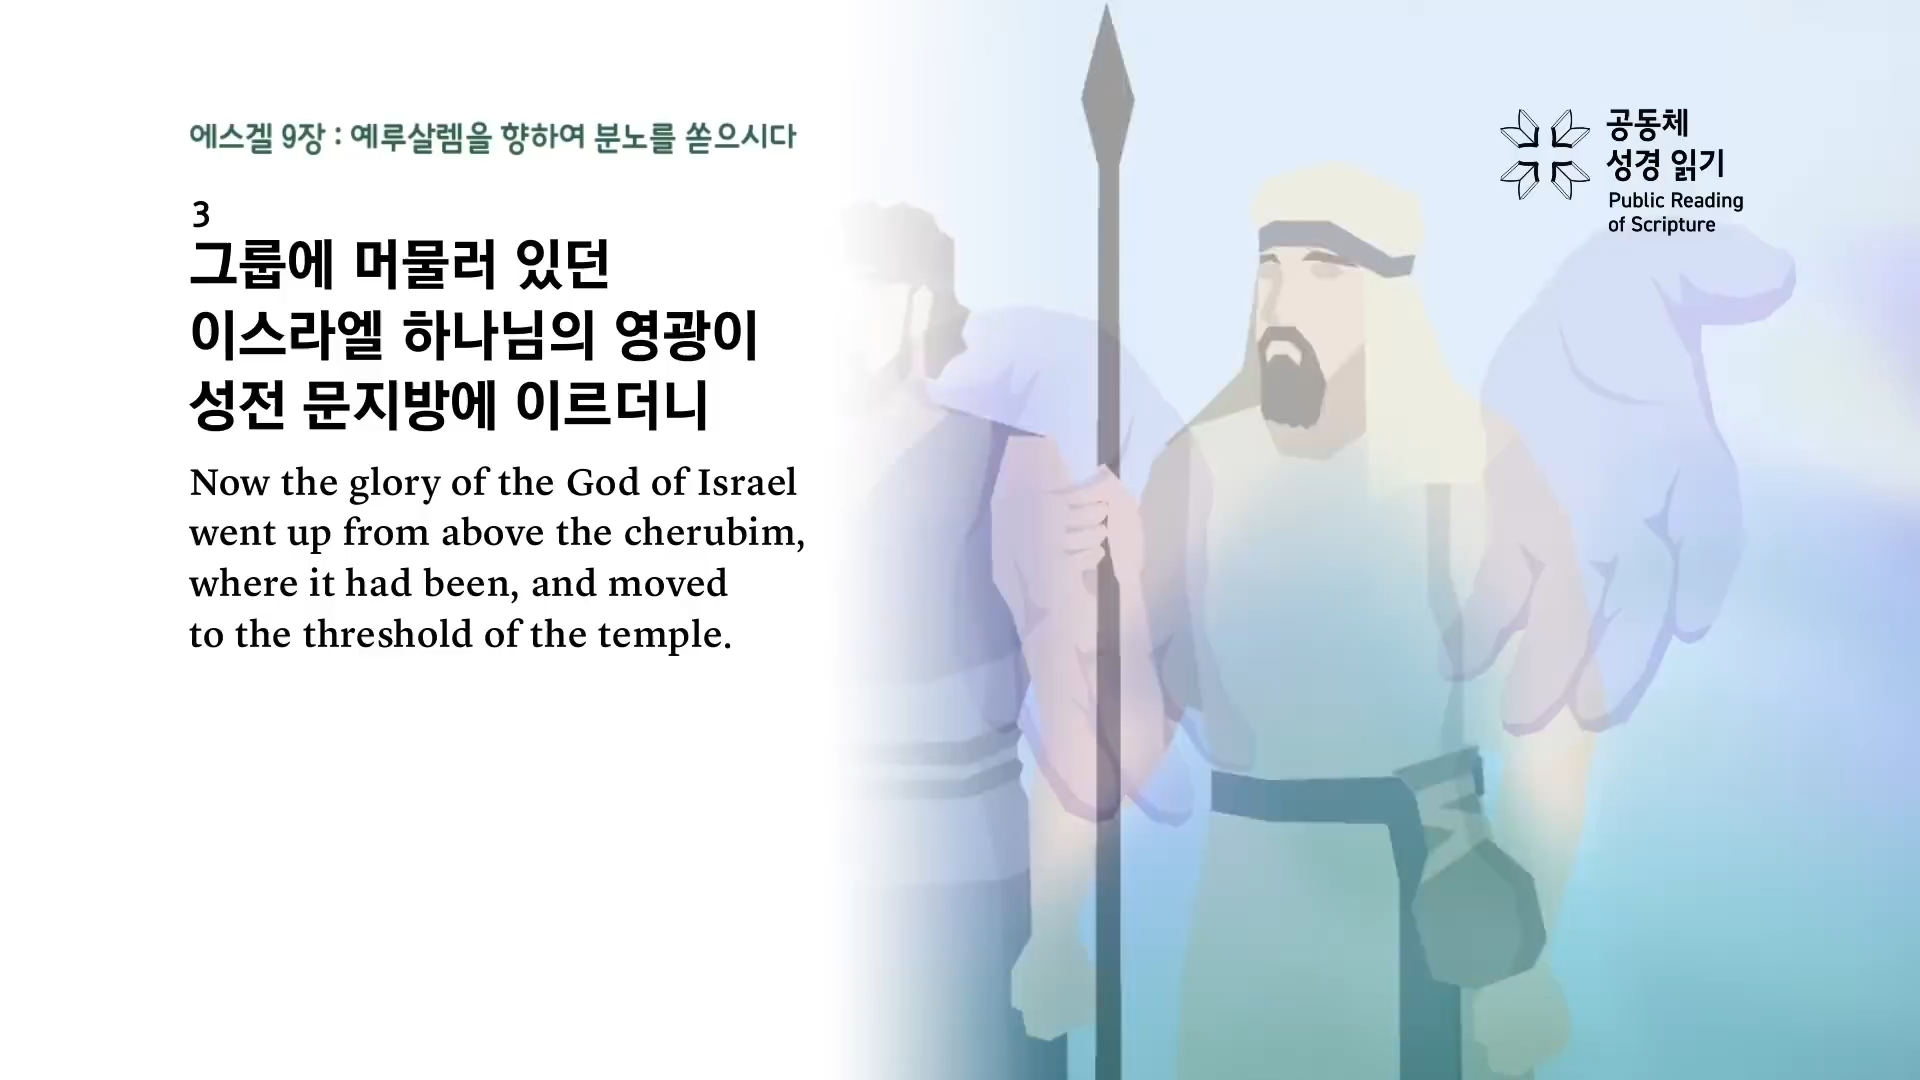 에스겔 9장 : 예루살렘을 향하여 분노를 쏟으시다
3
그룹에 머물러 있던
이스라엘 하나님의 영광이
성전 문지방에 이르더니
Now the glory of the God of Israel
went up from above the cherubim,
where it had been, and moved
to the threshold of the temple.
공동체
성경 읽기
Public Reading
of Scripture